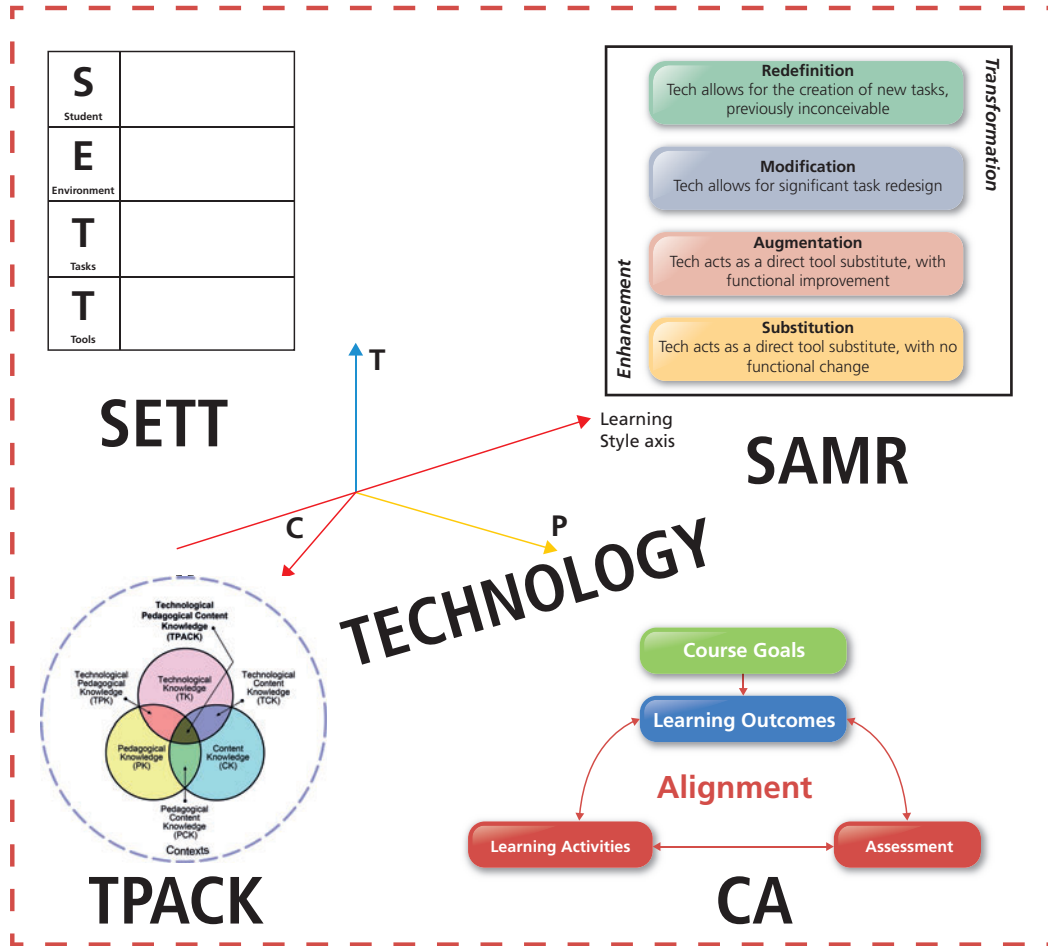 S
Student
E
Environment
T
Tasks
T
Tools
SETT
Redefinition
Tech allows for the creation of new tasks,
previously inconceivable
Modification
Tech allows for significant task redesign
Augmentation
Tech acts as a direct tool substitute, with
functional improvement
Substitution
Tech acts as a direct tool substitute, with no
functional change
Transformation
Enhancement
SAMR
T
Learning
Style axis
C
P
TECHNOLOGY
Technological
Pedagogical Content
Knowledge
(TPACK)
Technological
Pedagogical
Knowledge
(TPK)
Technological
Knowledge
(TK)
Technological
Content
Knowledge
(TCK)
Pedagogical
Knowledge
(PK)
Content
Knowledge
(CK)
Pedagogical
Content
Knowledge
(PCK)
Contexts
TPACK
Course Goals
Learning Outcomes
Alignment
Learning Activities
Assessment
CA